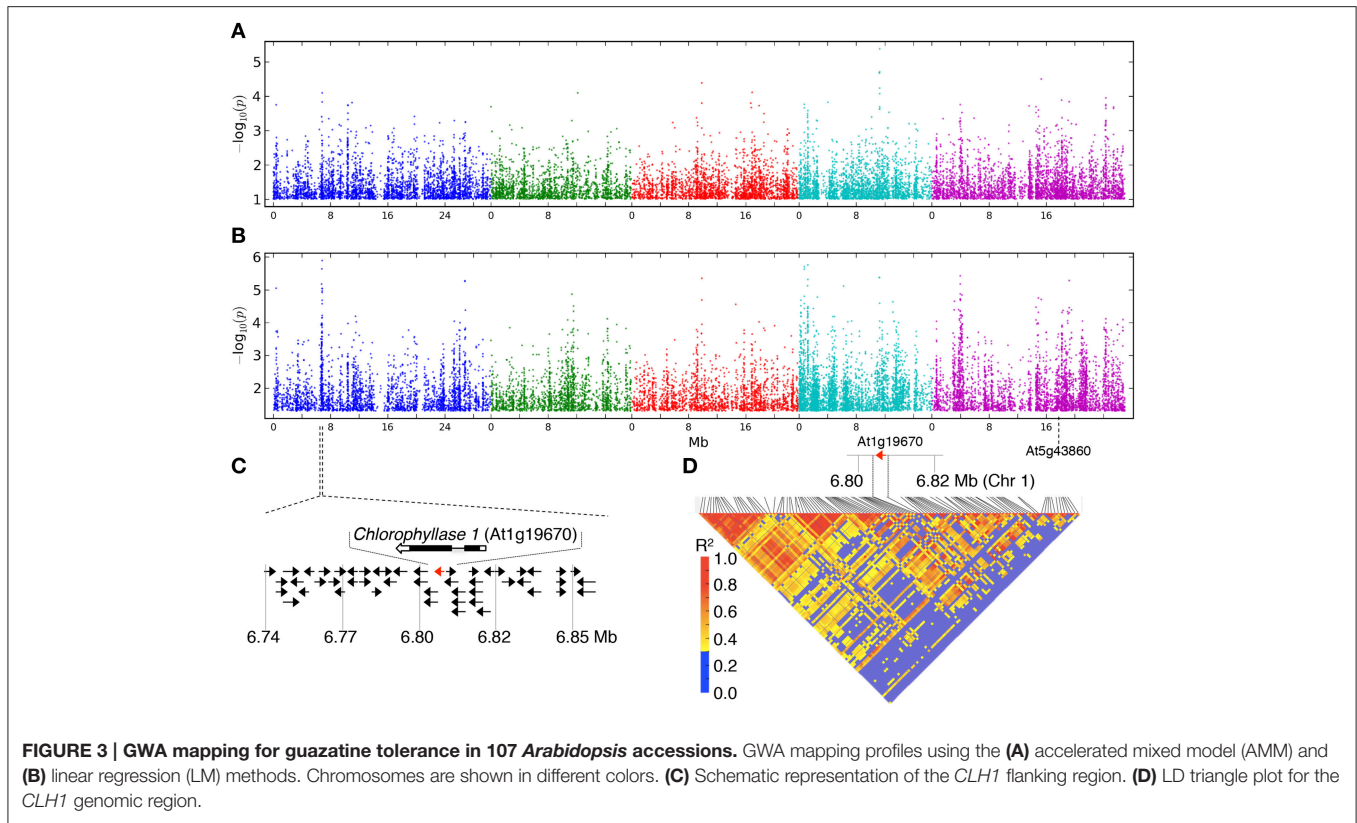 A
−log10(p)
5
4
3
2
1
0 8 16 24 0 8 16 0 8 16 0 8 16 0 8 16
B
−log10(p)
6
5
4
3
2
0 8 16 24 0 8 16 0 8 16 0 8 16 0 8 16
Mb
At5g43860
C
Chlorophyllase 1 (At1g19670)
6.74 6.77 6.80 6.82 6.85 Mb
D
At1g19670
6.80 6.82 Mb (Chr 1)
R²
1.0
0.8
0.6
0.4
0.2
0.0
FIGURE 3 | GWA mapping for guazatine tolerance in 107 Arabidopsis accessions. GWA mapping profiles using the (A) accelerated mixed model (AMM) and
(B) linear regression (LM) methods. Chromosomes are shown in different colors. (C) Schematic representation of the CLH1 flanking region. (D) LD triangle plot for the
CLH1 genomic region.